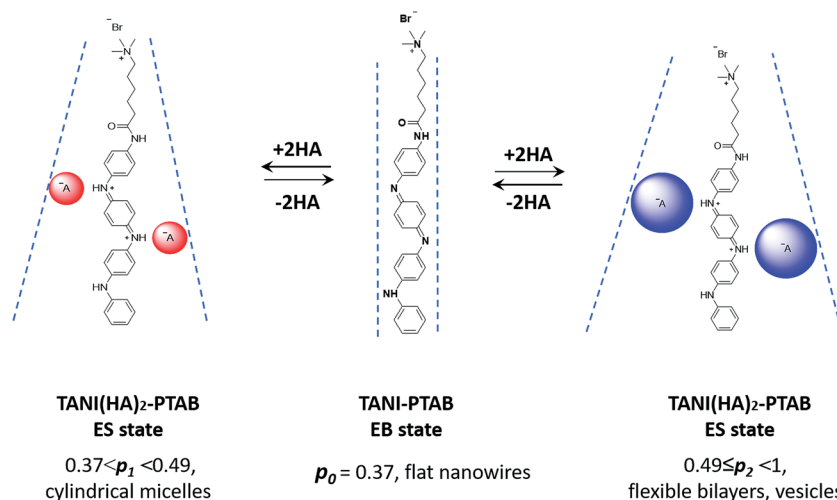 ⁻Br
N
+
O
NH
HN
+
⁻A
+
NH
⁻A
HN
+2HA
-2HA
Br⁻
N
+
O
NH
N
N
NH
+2HA
-2HA
⁻Br
N
+
O
NH
HN
+
⁻A
+
NH
⁻A
HN
TANI(HA)₂-PTAB
ES state
0.37<p₁ <0.49,
cylindrical micelles
TANI-PTAB
EB state
p₀ = 0.37, flat nanowires
TANI(HA)₂-PTAB
ES state
0.49≤p₂ <1,
flexible bilayers, vesicles